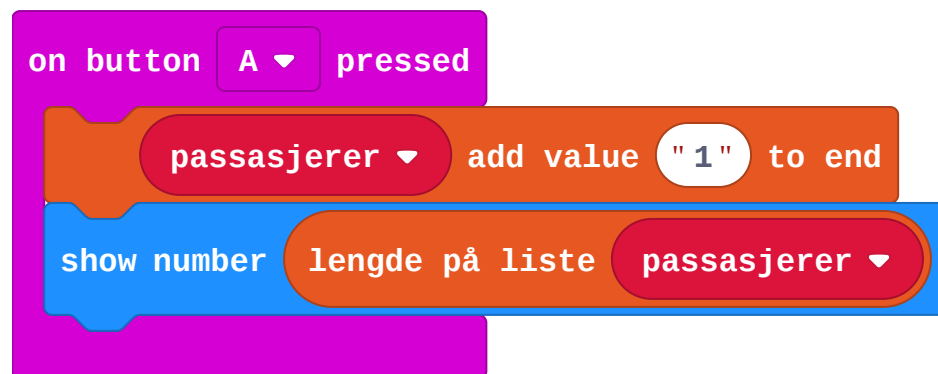 on button A pressed
passasjerer add value "1" to end
show number lengde på liste passasjerer